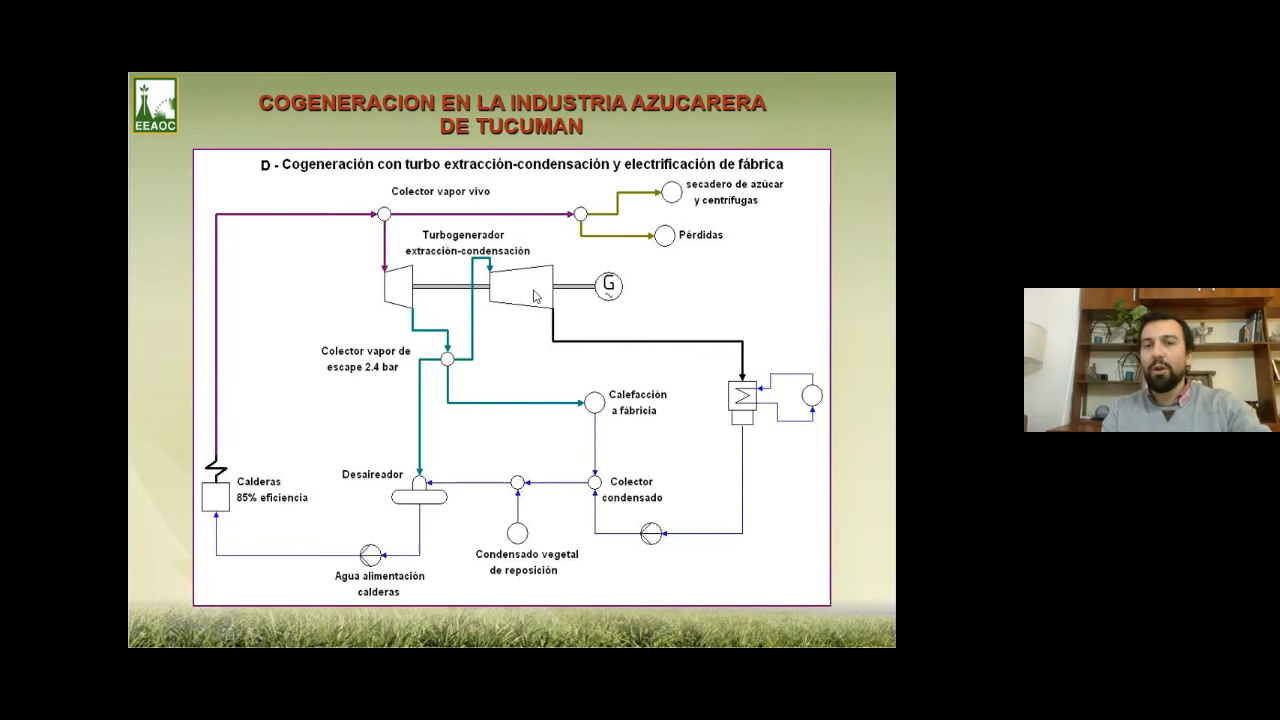 EEAOC
COGENERACION EN LA INDUSTRIA AZUCARERA
DE TUCUMAN
D - Cogeneración con turbo extracción-condensación y electrificación de fábrica
Colector vapor vivo
secadero de azúcar
y centrífugas
Turbogenerador
extracción-condensación
Pérdidas
G
~
Colector vapor de
escape 2.4 bar
Calefacción
a fábricia
Calderas
85% eficiencia
Desaireador
Colector
condensado
Condensado vegetal
de reposición
Agua alimentación
calderas